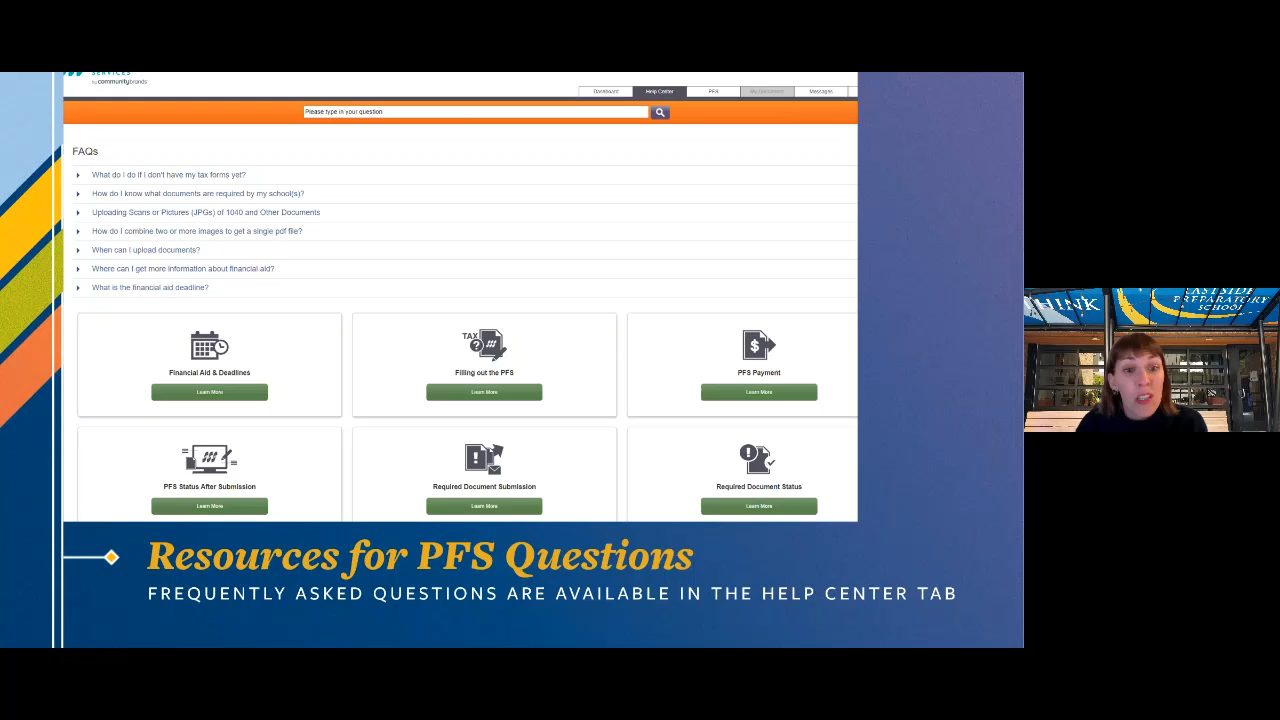 SERVICES
by communitybrands
Dashboard
Help Center
PFS
My Documents
Messages
Please type in your question
FAQs
What do I do if I don't have my tax forms yet?
How do I know what documents are required by my school(s)?
Uploading Scans or Pictures (JPGs) of 1040 and Other Documents
How do I combine two or more images to get a single pdf file?
When can I upload documents?
Where can I get more information about financial aid?
What is the financial aid deadline?
TAX
?
$
Financial Aid & Deadlines
Filling out the PFS
PFS Payment
Learn More
Learn More
Learn More
!
!
PFS Status After Submission
Required Document Submission
Required Document Status
Learn More
Learn More
Learn More
Resources for PFS Questions
FREQUENTLY ASKED QUESTIONS ARE AVAILABLE IN THE HELP CENTER TAB
THINK
EASTSIDE
PREPARATORY
SCHOOL